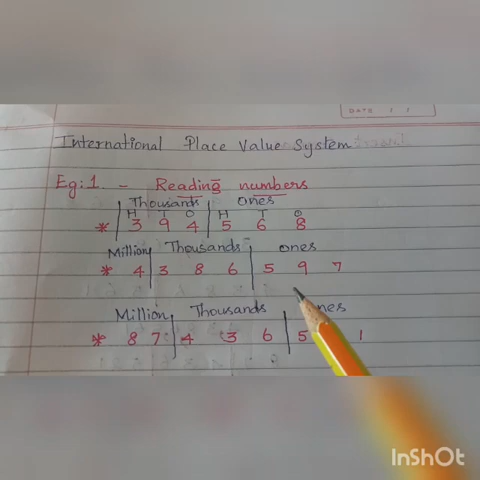 DATE / /
International Place Value System
Eg:1. - Reading numbers
Thousands Ones
H T O H T O
* 3 9 4 5 6 8
Million Thousands ones
* 4 3 8 6 5 9 7
Million Thousands
* 8 7 4 3 6 5 1
InShOt